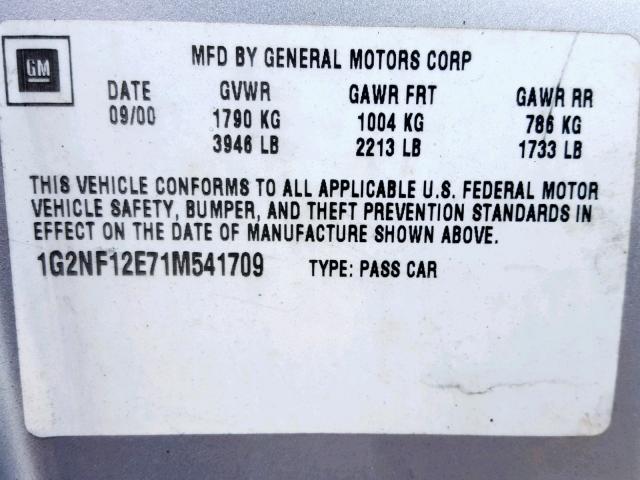 GM
MFD BY GENERAL MOTORS CORP
DATE GVWR GAWR FRT GAWR RR
09/00 1790 KG 1004 KG 786 KG
3946 LB 2213 LB 1733 LB
THIS VEHICLE CONFORMS TO ALL APPLICABLE U.S. FEDERAL MOTOR
VEHICLE SAFETY, BUMPER, AND THEFT PREVENTION STANDARDS IN
EFFECT ON THE DATE OF MANUFACTURE SHOWN ABOVE.
1G2NF12E71M541709 TYPE: PASS CAR